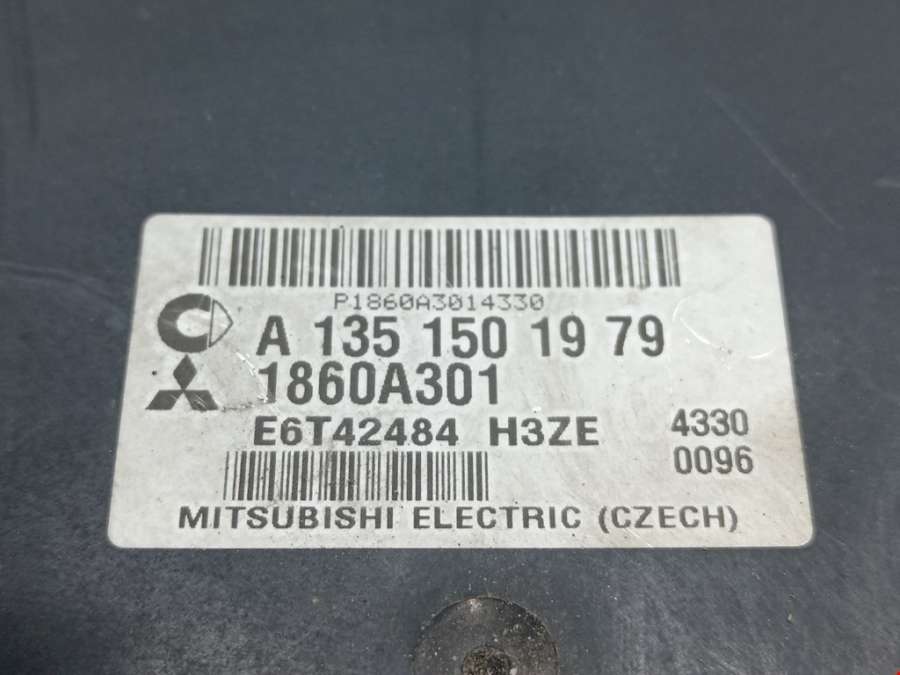 P1860A3014330
A 135 150 19 79
1860A301
E6T42484 H3ZE 4330
0096
MITSUBISHI ELECTRIC (CZECH)